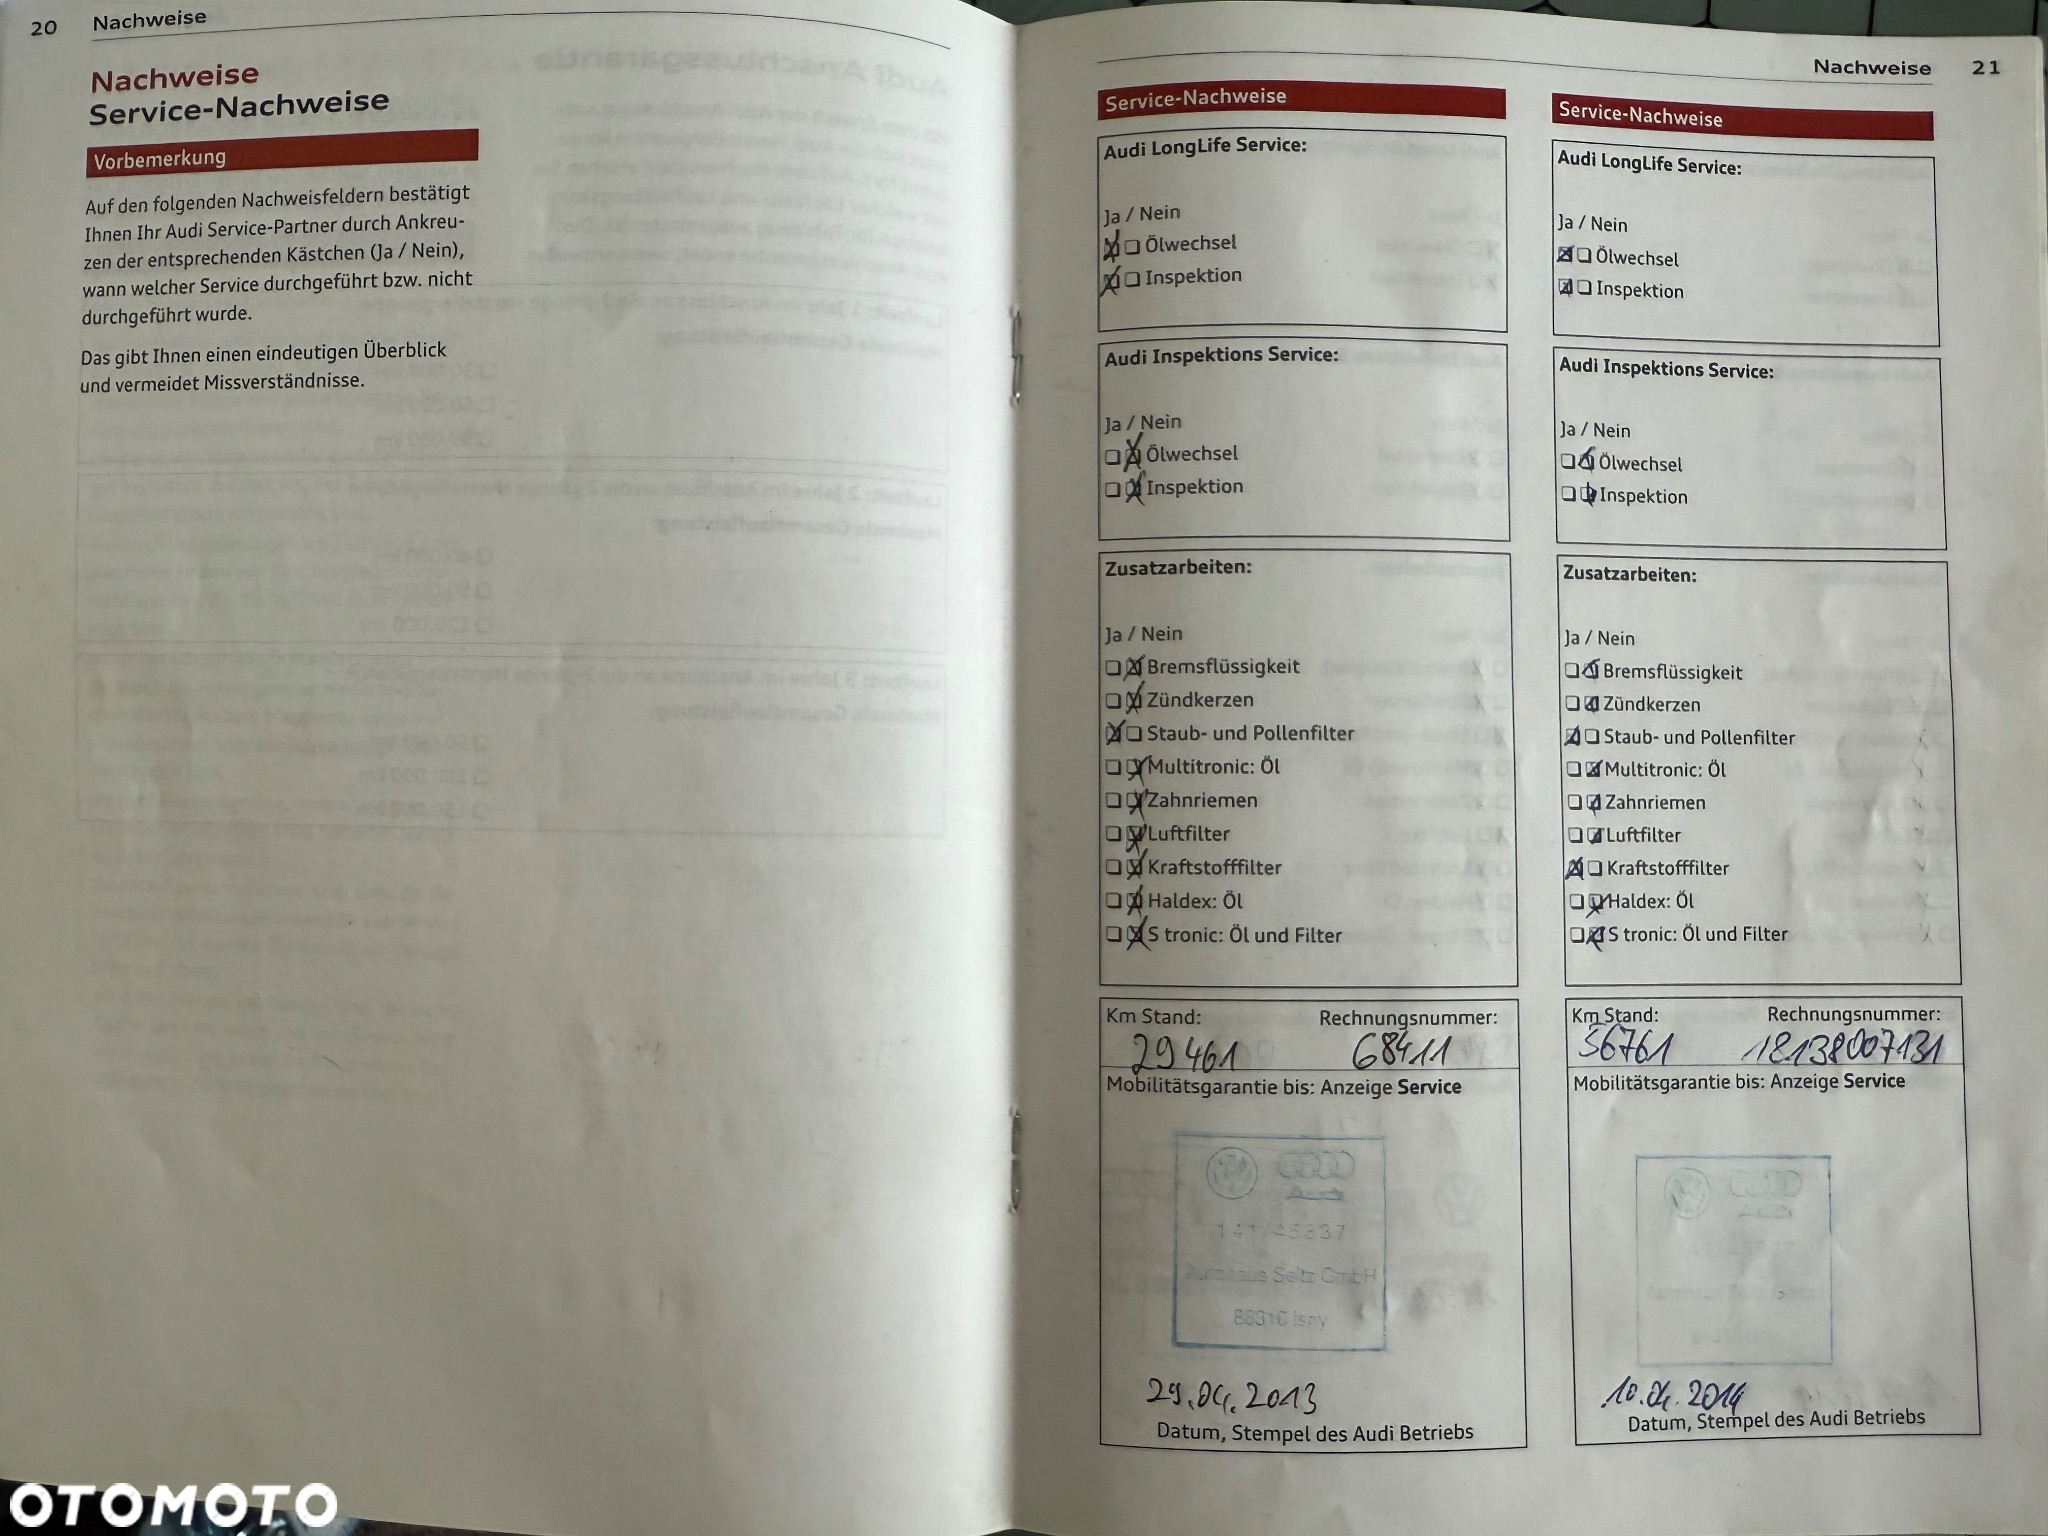 20 Nachweise
Nachweise
Service-Nachweise
Vorbemerkung
Auf den folgenden Nachweisfeldern bestätigt
Ihnen Ihr Audi Service-Partner durch Ankreu-
zen der entsprechenden Kästchen (Ja / Nein),
wann welcher Service durchgeführt bzw. nicht
durchgeführt wurde.
Das gibt Ihnen einen eindeutigen Überblick
und vermeidet Missverständnisse.
Nachweise 21
Service-Nachweise
Audi LongLife Service:
Ja / Nein
Ölwechsel
Inspektion
Audi Inspektions Service:
Ja / Nein
Ölwechsel
Inspektion
Zusatzarbeiten:
Ja / Nein
Bremsflüssigkeit
Zündkerzen
Staub- und Pollenfilter
Multitronic: Öl
Zahnriemen
Luftfilter
Kraftstofffilter
Haldex: Öl
S tronic: Öl und Filter
Km Stand: Rechnungsnummer:
29461 68411
Mobilitätsgarantie bis: Anzeige Service
Audi
Autohaus Seitz GmbH
88316 Isny
29.04.2013
Datum, Stempel des Audi Betriebs
Service-Nachweise
Audi LongLife Service:
Ja / Nein
Ölwechsel
Inspektion
Audi Inspektions Service:
Ja / Nein
Ölwechsel
Inspektion
Zusatzarbeiten:
Ja / Nein
Bremsflüssigkeit
Zündkerzen
Staub- und Pollenfilter
Multitronic: Öl
Zahnriemen
Luftfilter
Kraftstofffilter
Haldex: Öl
S tronic: Öl und Filter
Km Stand: Rechnungsnummer:
56761 18138007131
Mobilitätsgarantie bis: Anzeige Service
10.04.2014
Datum, Stempel des Audi Betriebs
OTOMOTO